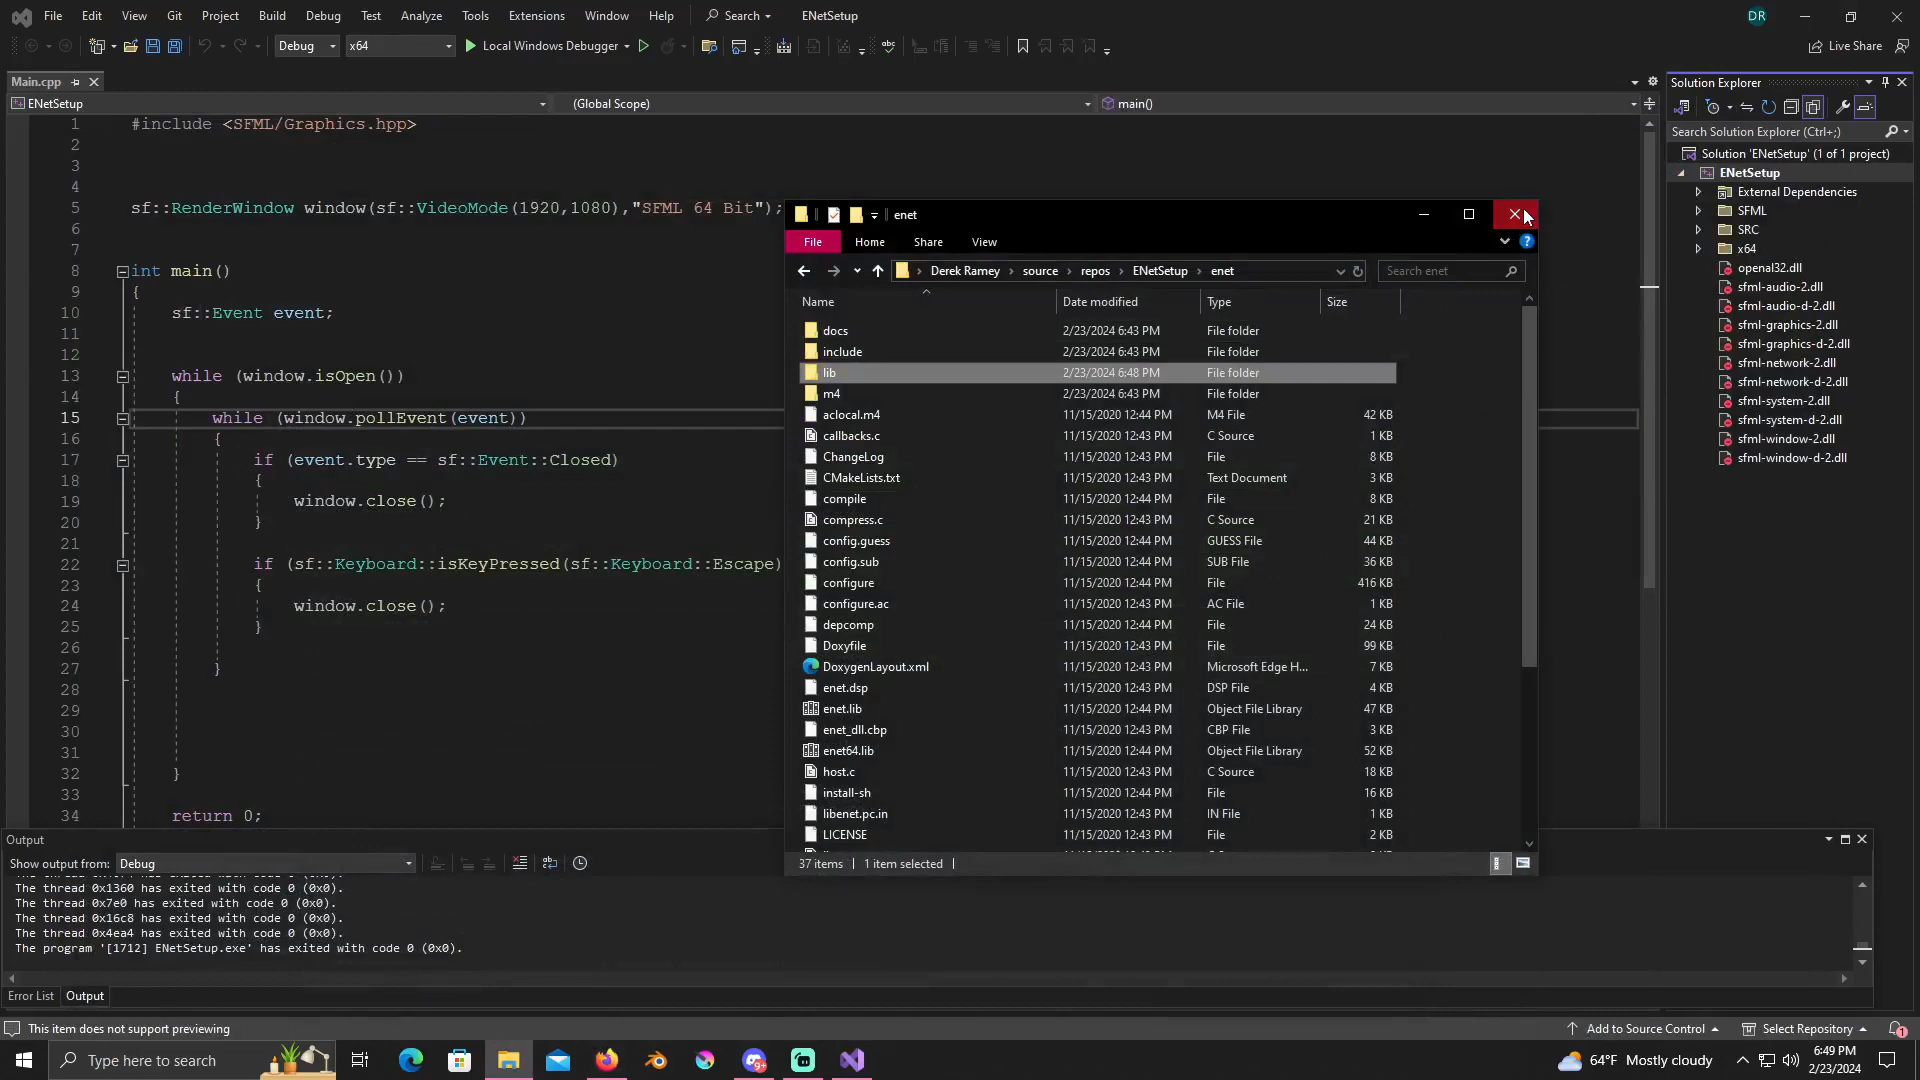 File Edit View Git Project Build Debug Test Analyze Tools Extensions Window Help Search ENetSetup DR
Debug x64 Local Windows Debugger Live Share
Main.cpp
ENetSetup (Global Scope) main()
1 #include <SFML/Graphics.hpp>
2
3
4
5 sf::RenderWindow window(sf::VideoMode(1920,1080),"SFML 64 Bit");
6
7
8 int main()
9 {
10 sf::Event event;
11
12
13 while (window.isOpen())
14 {
15 while (window.pollEvent(event))
16 {
17 if (event.type == sf::Event::Closed)
18 {
19 window.close();
20 }
21
22 if (sf::Keyboard::isKeyPressed(sf::Keyboard::Escape)
23 {
24 window.close();
25 }
26
27 }
28
29
30
31
32 }
33
34 return 0;
enet
File Home Share View
Derek Ramey source repos ENetSetup enet Search enet
Name Date modified Type Size
docs 2/23/2024 6:43 PM File folder
include 2/23/2024 6:43 PM File folder
lib 2/23/2024 6:48 PM File folder
m4 2/23/2024 6:43 PM File folder
aclocal.m4 11/15/2020 12:44 PM M4 File 42 KB
callbacks.c 11/15/2020 12:43 PM C Source 1 KB
ChangeLog 11/15/2020 12:43 PM File 8 KB
CMakeLists.txt 11/15/2020 12:43 PM Text Document 3 KB
compile 11/15/2020 12:44 PM File 8 KB
compress.c 11/15/2020 12:43 PM C Source 21 KB
config.guess 11/15/2020 12:44 PM GUESS File 44 KB
config.sub 11/15/2020 12:44 PM SUB File 36 KB
configure 11/15/2020 12:44 PM File 416 KB
configure.ac 11/15/2020 12:43 PM AC File 1 KB
depcomp 11/15/2020 12:44 PM File 24 KB
Doxyfile 11/15/2020 12:43 PM File 99 KB
DoxygenLayout.xml 11/15/2020 12:43 PM Microsoft Edge H... 7 KB
enet.dsp 11/15/2020 12:43 PM DSP File 4 KB
enet.lib 11/15/2020 12:44 PM Object File Library 47 KB
enet_dll.cbp 11/15/2020 12:43 PM CBP File 3 KB
enet64.lib 11/15/2020 12:44 PM Object File Library 52 KB
host.c 11/15/2020 12:43 PM C Source 18 KB
install-sh 11/15/2020 12:44 PM File 16 KB
libenet.pc.in 11/15/2020 12:43 PM IN File 1 KB
LICENSE 11/15/2020 12:43 PM File 2 KB
37 items 1 item selected
Solution Explorer
Search Solution Explorer (Ctrl+;)
Solution 'ENetSetup' (1 of 1 project)
ENetSetup
External Dependencies
SFML
SRC
x64
openal32.dll
sfml-audio-2.dll
sfml-audio-d-2.dll
sfml-graphics-2.dll
sfml-graphics-d-2.dll
sfml-network-2.dll
sfml-network-d-2.dll
sfml-system-2.dll
sfml-system-d-2.dll
sfml-window-2.dll
sfml-window-d-2.dll
Output
Show output from: Debug
The thread 0x1360 has exited with code 0 (0x0).
The thread 0x7e0 has exited with code 0 (0x0).
The thread 0x16c8 has exited with code 0 (0x0).
The thread 0x4ea4 has exited with code 0 (0x0).
The program '[1712] ENetSetup.exe' has exited with code 0 (0x0).
Error List Output
This item does not support previewing Add to Source Control Select Repository 1
Type here to search 9+ 64°F Mostly cloudy 6:49 PM
2/23/2024